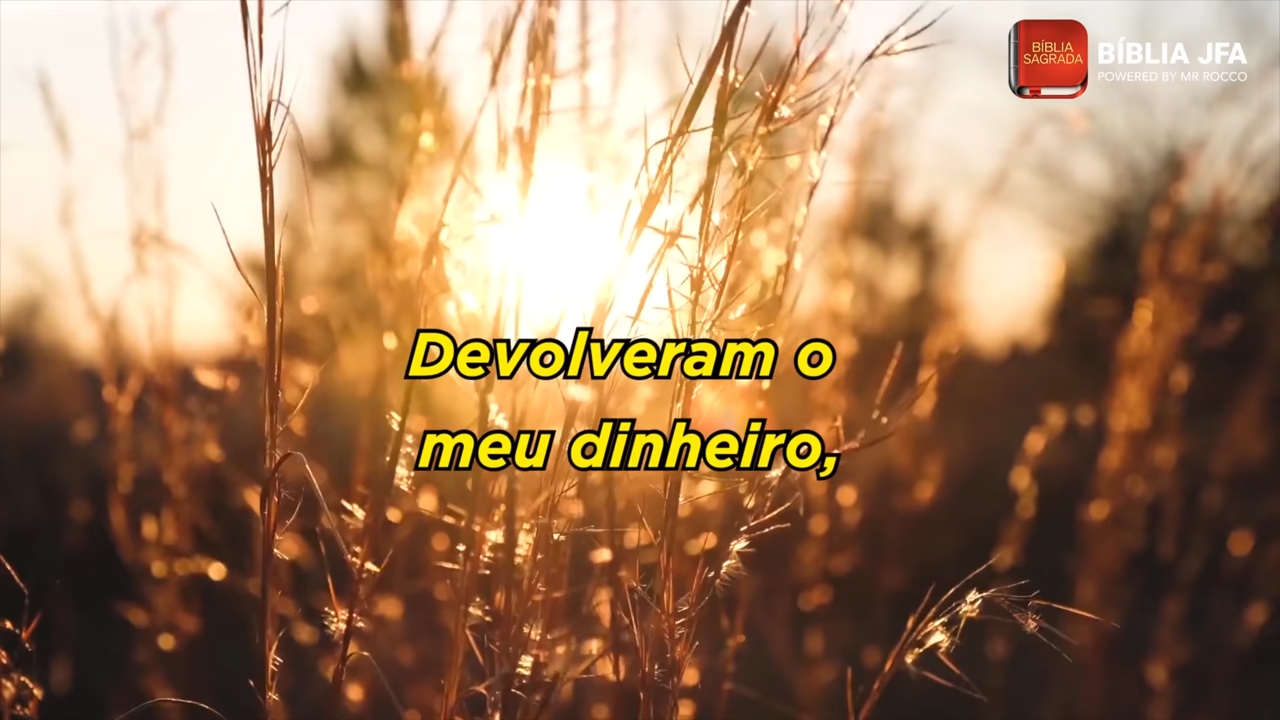 BÍBLIA
SAGRADA
BÍBLIA JFA
POWERED BY MR ROCCO
Devolveram o
meu dinheiro,